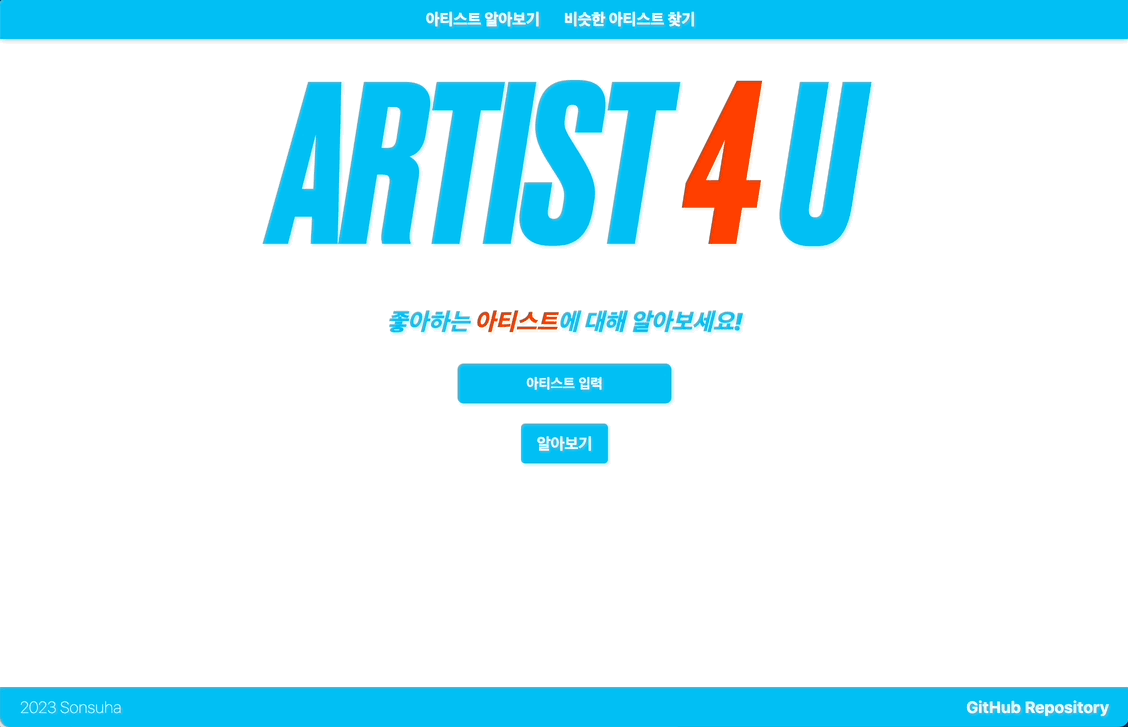 아티스트 알아보기 비슷한 아티스트 찾기
ARTIST 4 U
좋아하는 아티스트에 대해 알아보세요!
아티스트 입력
알아보기
2023 Sonsuha GitHub Repository